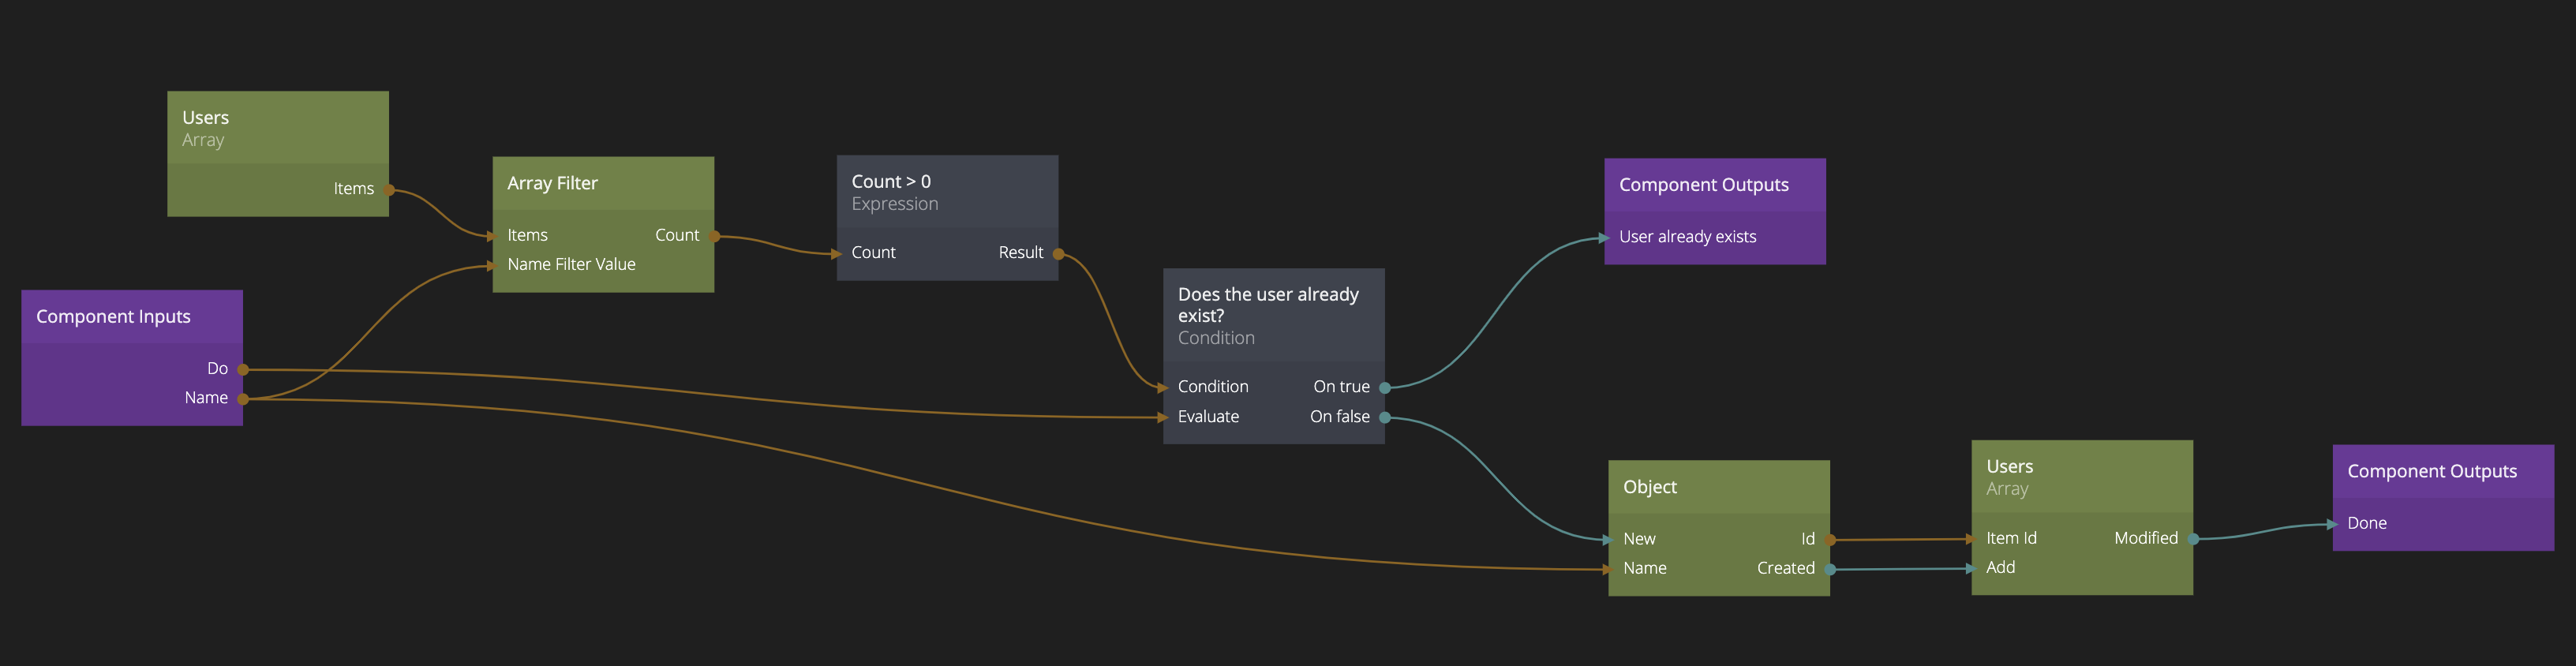 Users
Array
Items
Component Inputs
Do
Name
Array Filter
Items Count
Name Filter Value
Count > 0
Expression
Count Result
Does the user already
exist?
Condition
Condition On true
Evaluate On false
Component Outputs
User already exists
Object
New Id
Name Created
Users
Array
Item Id Modified
Add
Component Outputs
Done